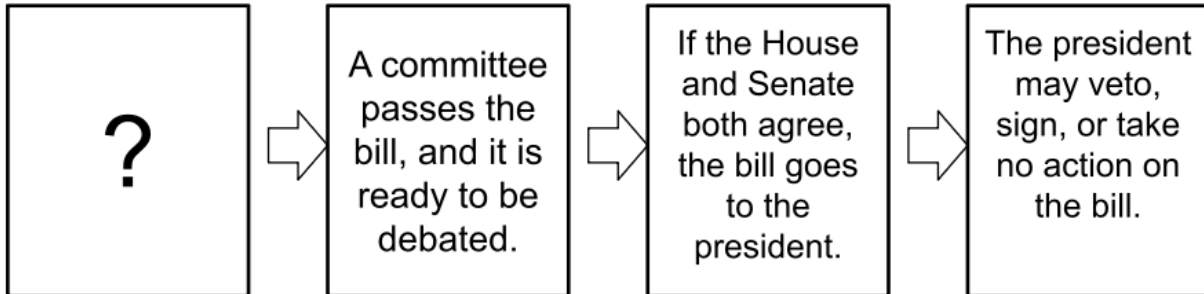 ?
A committee
passes the
bill, and it is
ready to be
debated.
If the House
and Senate
both agree,
the bill goes
to the
president.
The president
may veto,
sign, or take
no action on
the bill.